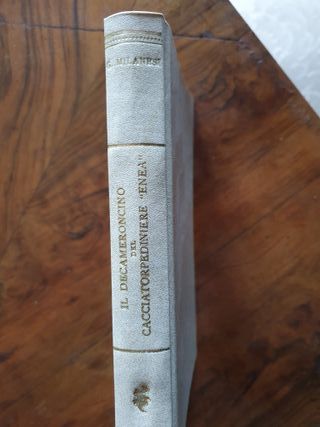 G. MILANESI
IL DECAMERONCINO
DEL
CACCIATORPEDINIERE "ENEA"